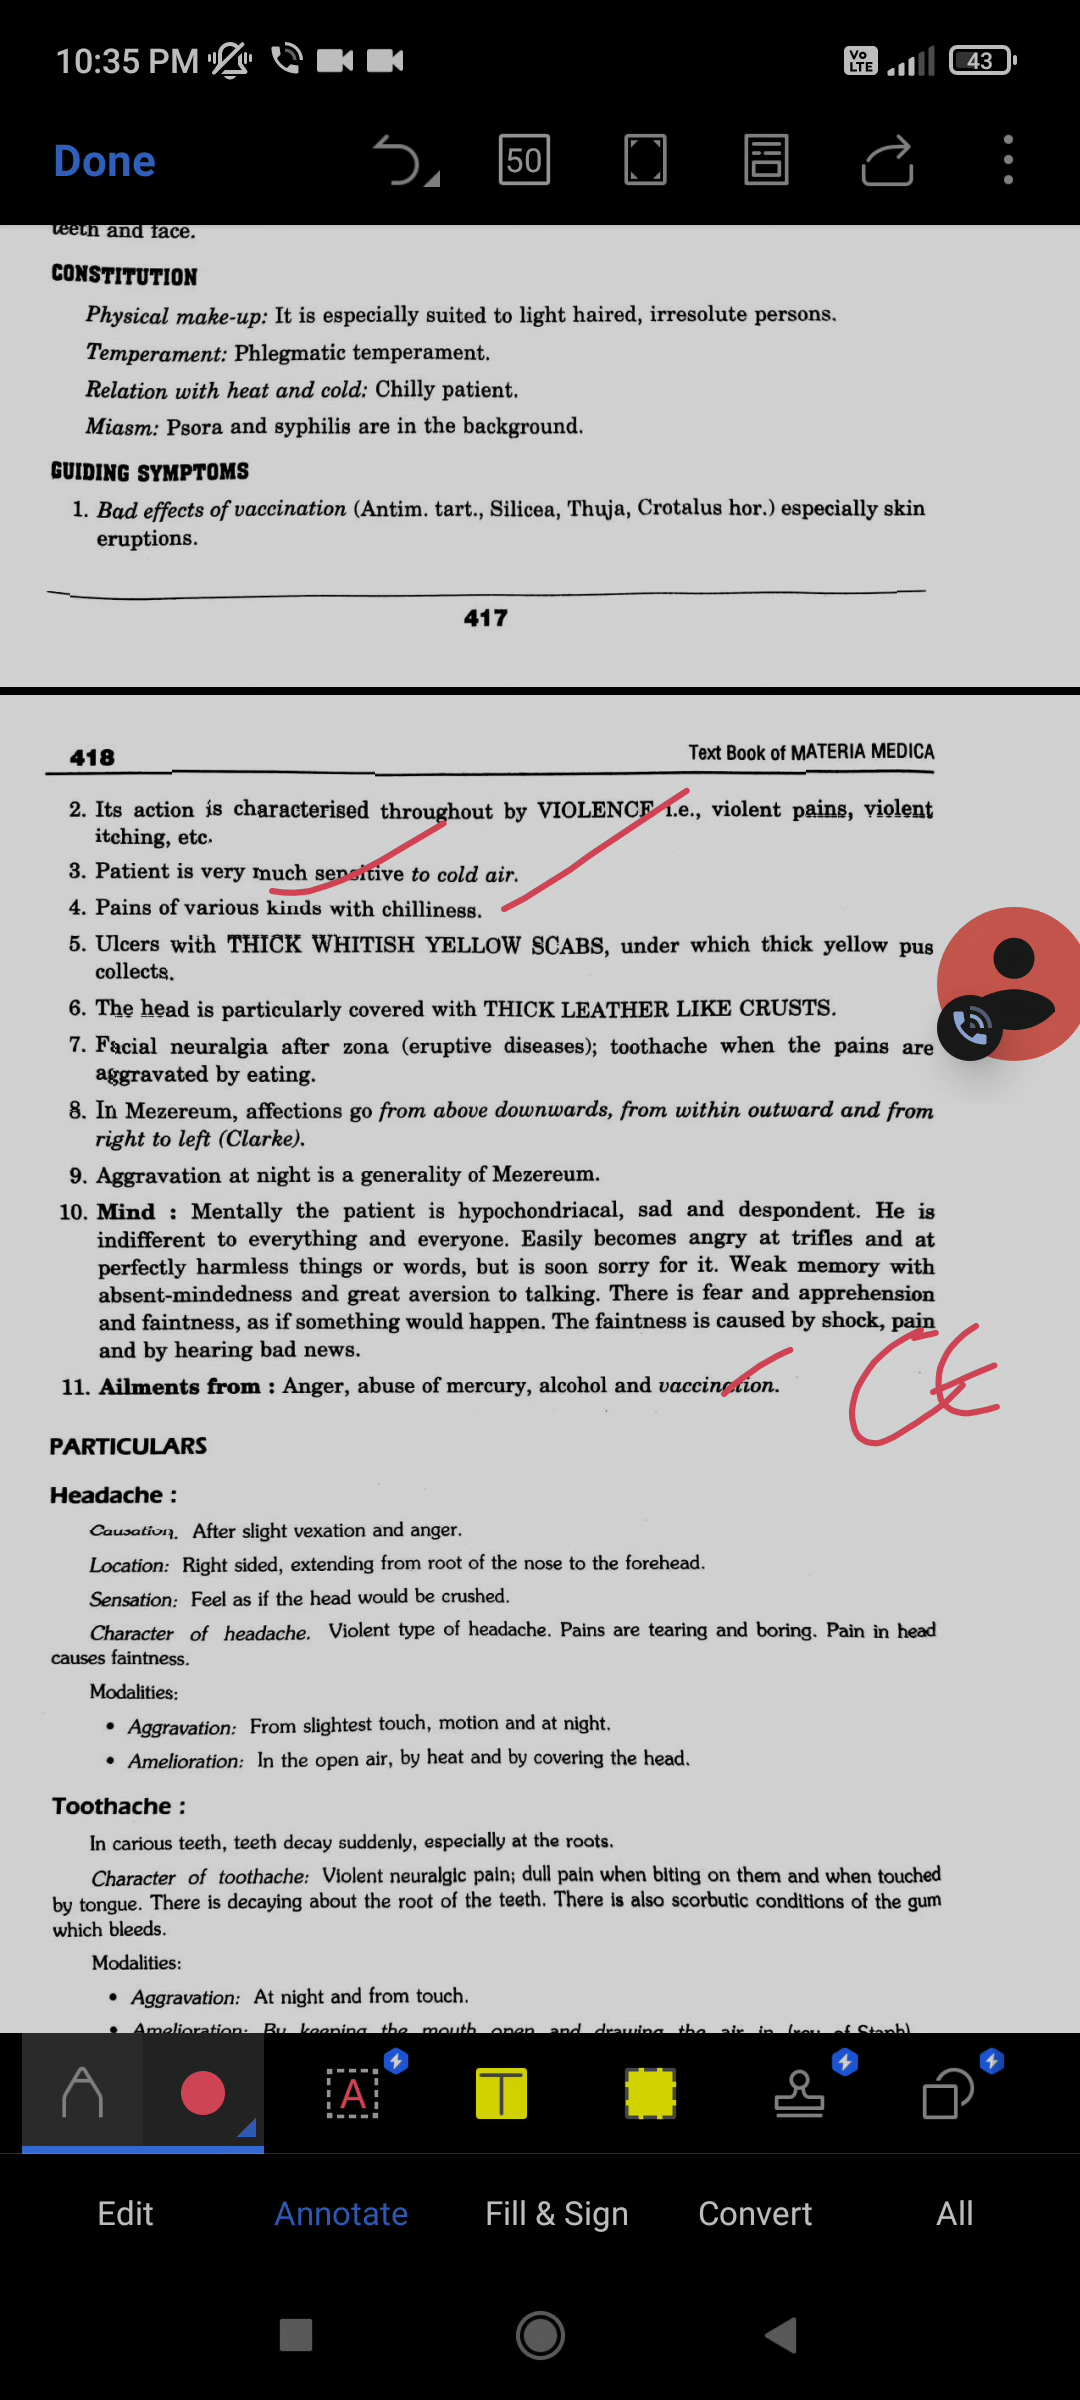 10:35 PM
Vo LTE
43
Done
50
teeth and face.
CONSTITUTION
Physical make-up: It is especially suited to light haired, irresolute persons.
Temperament: Phlegmatic temperament.
Relation with heat and cold: Chilly patient.
Miasm: Psora and syphilis are in the background.
GUIDING SYMPTOMS
1. Bad effects of vaccination (Antim. tart., Silicea, Thuja, Crotalus hor.) especially skin
eruptions.
417
418
Text Book of MATERIA MEDICA
2. Its action is characterised throughout by VIOLENCE i.e., violent pains, violent
itching, etc.
3. Patient is very much sensitive to cold air.
4. Pains of various kinds with chilliness.
5. Ulcers with THICK WHITISH YELLOW SCABS, under which thick yellow pus
collects.
6. The head is particularly covered with THICK LEATHER LIKE CRUSTS.
7. Facial neuralgia after zona (eruptive diseases); toothache when the pains are
aggravated by eating.
8. In Mezereum, affections go from above downwards, from within outward and from
right to left (Clarke).
9. Aggravation at night is a generality of Mezereum.
10. Mind : Mentally the patient is hypochondriacal, sad and despondent. He is
indifferent to everything and everyone. Easily becomes angry at trifles and at
perfectly harmless things or words, but is soon sorry for it. Weak memory with
absent-mindedness and great aversion to talking. There is fear and apprehension
and faintness, as if something would happen. The faintness is caused by shock, pain
and by hearing bad news.
11. Ailments from : Anger, abuse of mercury, alcohol and vaccination.
CE
PARTICULARS
Headache :
Causation. After slight vexation and anger.
Location: Right sided, extending from root of the nose to the forehead.
Sensation: Feel as if the head would be crushed.
Character of headache. Violent type of headache. Pains are tearing and boring. Pain in head
causes faintness.
Modalities:
• Aggravation: From slightest touch, motion and at night.
• Amelioration: In the open air, by heat and by covering the head.
Toothache :
In carious teeth, teeth decay suddenly, especially at the roots.
Character of toothache: Violent neuralgic pain; dull pain when biting on them and when touched
by tongue. There is decaying about the root of the teeth. There is also scorbutic conditions of the gum
which bleeds.
Modalities:
• Aggravation: At night and from touch.
• Amelioration: By keeping the mouth open and drawing the air in (rev. of Staph).
A
T
Edit
Annotate
Fill & Sign
Convert
All